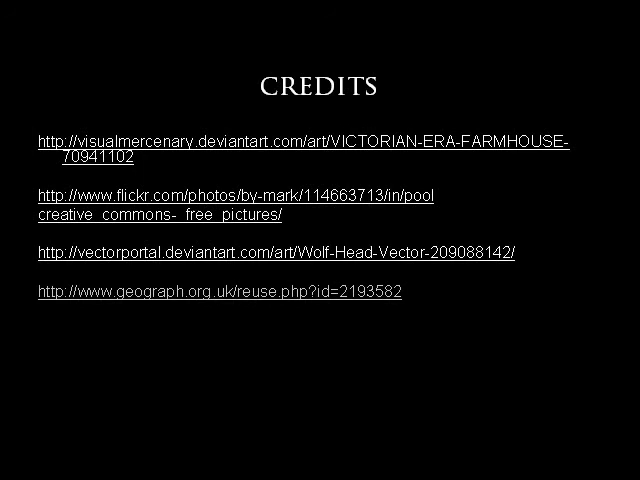 CREDITS
http://visualmercenary.deviantart.com/art/VICTORIAN-ERA-FARMHOUSE-
70941102
http://www.flickr.com/photos/by-mark/114663713/in/pool
creative_commons-_free_pictures/
http://vectorportal.deviantart.com/art/Wolf-Head-Vector-209088142/
http://www.geograph.org.uk/reuse.php?id=2193582